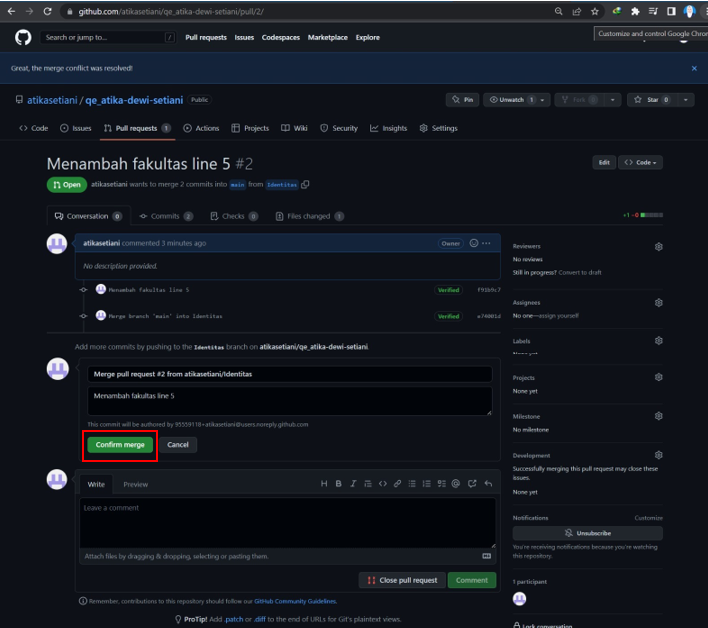 github.com/atikasetiani/qe_atika-dewi-setiani/pull/2/
Customize and control Google Chrom
Search or jump to... /
Pull requests Issues Codespaces Marketplace Explore
Great, the merge conflict was resolved!
atikasetiani / qe_atika-dewi-setiani Public
Pin Unwatch 1 Fork Star 0
Code Issues Pull requests 1 Actions Projects Wiki Security Insights Settings
Menambah fakultas line 5 #2
Edit <> Code
Open atikasetiani wants to merge 2 commits into main from Identitas
Conversation 0 Commits 2 Checks 0 Files changed 1
+1 -0
atikasetiani commented 3 minutes ago Owner
No description provided.
Menambah fakultas line 5 Verified
Merge branch 'main' into Identitas Verified
Add more commits by pushing to the Identitas branch on atikasetiani/qe_atika-dewi-setiani.
Merge pull request #2 from atikasetiani/Identitas
Menambah fakultas line 5
This commit will be authored by 95559118+atikasetiani@users.noreply.github.com
Confirm merge Cancel
Write Preview
Leave a comment
Attach files by dragging & dropping, selecting or pasting them.
Close pull request Comment
Remember, contributions to this repository should follow our GitHub Community Guidelines.
ProTip! Add .patch or .diff to the end of URLs for Git's plaintext views.
Reviewers
No reviews
Still in progress? Convert to draft
Assignees
No one—assign yourself
Labels
None yet
Projects
None yet
Milestone
No milestone
Development
Successfully merging this pull request may close these
issues.
None yet
Notifications Customize
Unsubscribe
You're receiving notifications because you're watching
this repository.
1 participant
Lock conversation